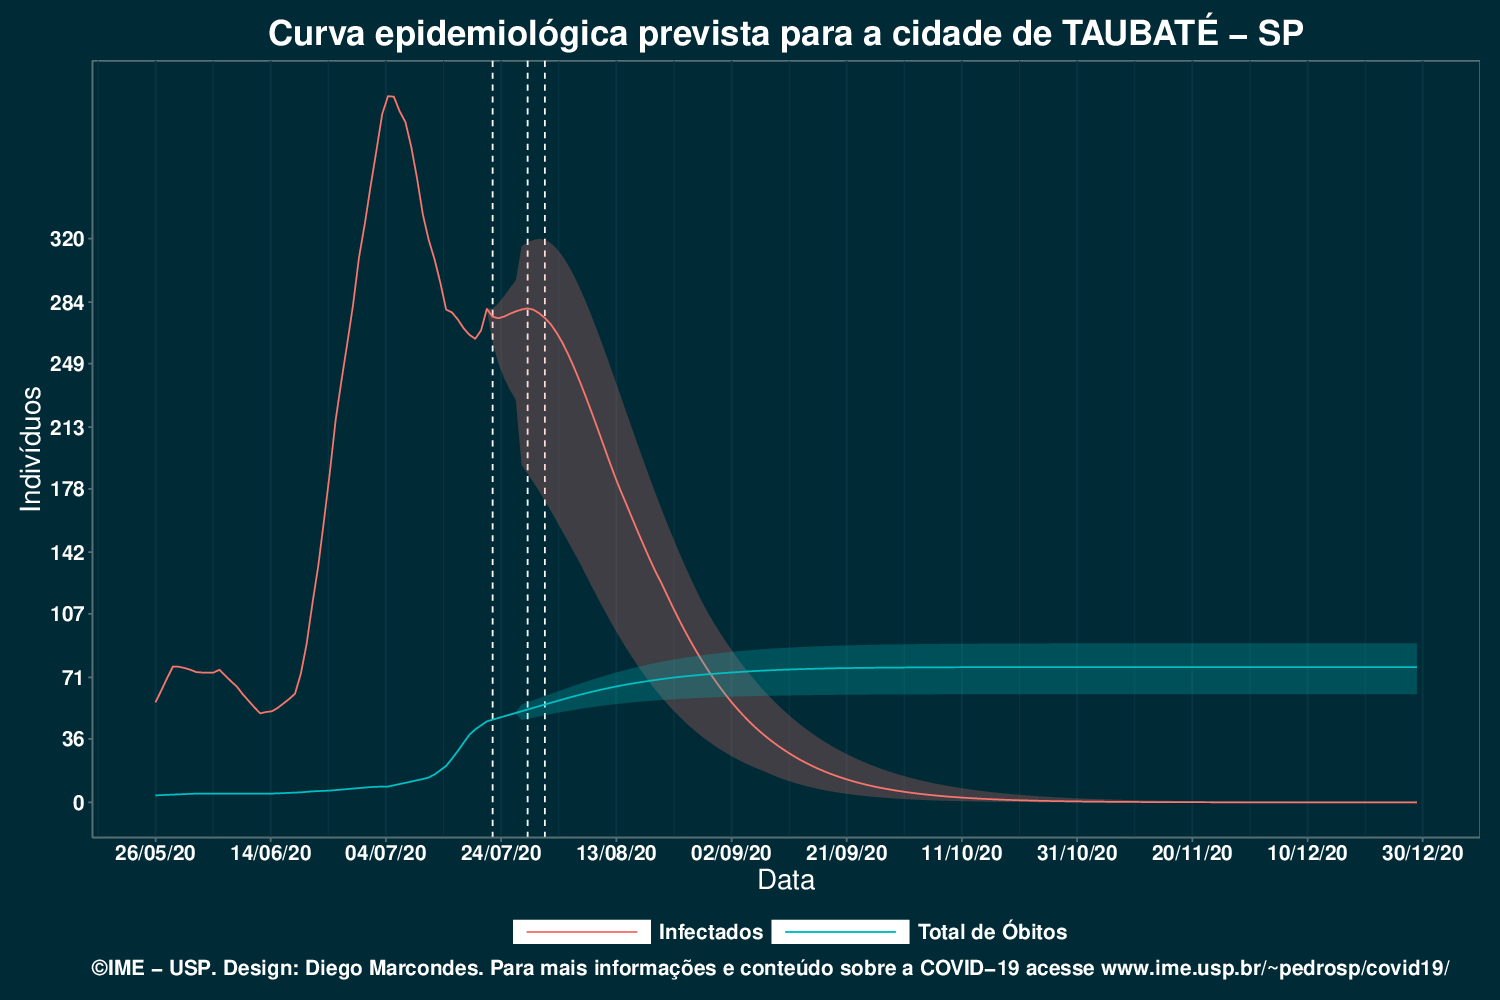 Curva epidemiológica prevista para a cidade de TAUBATÉ – SP
Indivíduos
320
284
249
213
178
142
107
71
36
0
26/05/20 14/06/20 04/07/20 24/07/20 13/08/20 02/09/20 21/09/20 11/10/20 31/10/20 20/11/20 10/12/20 30/12/20
Data
Infectados Total de Óbitos
©IME – USP. Design: Diego Marcondes. Para mais informações e conteúdo sobre a COVID–19 acesse www.ime.usp.br/~pedrosp/covid19/